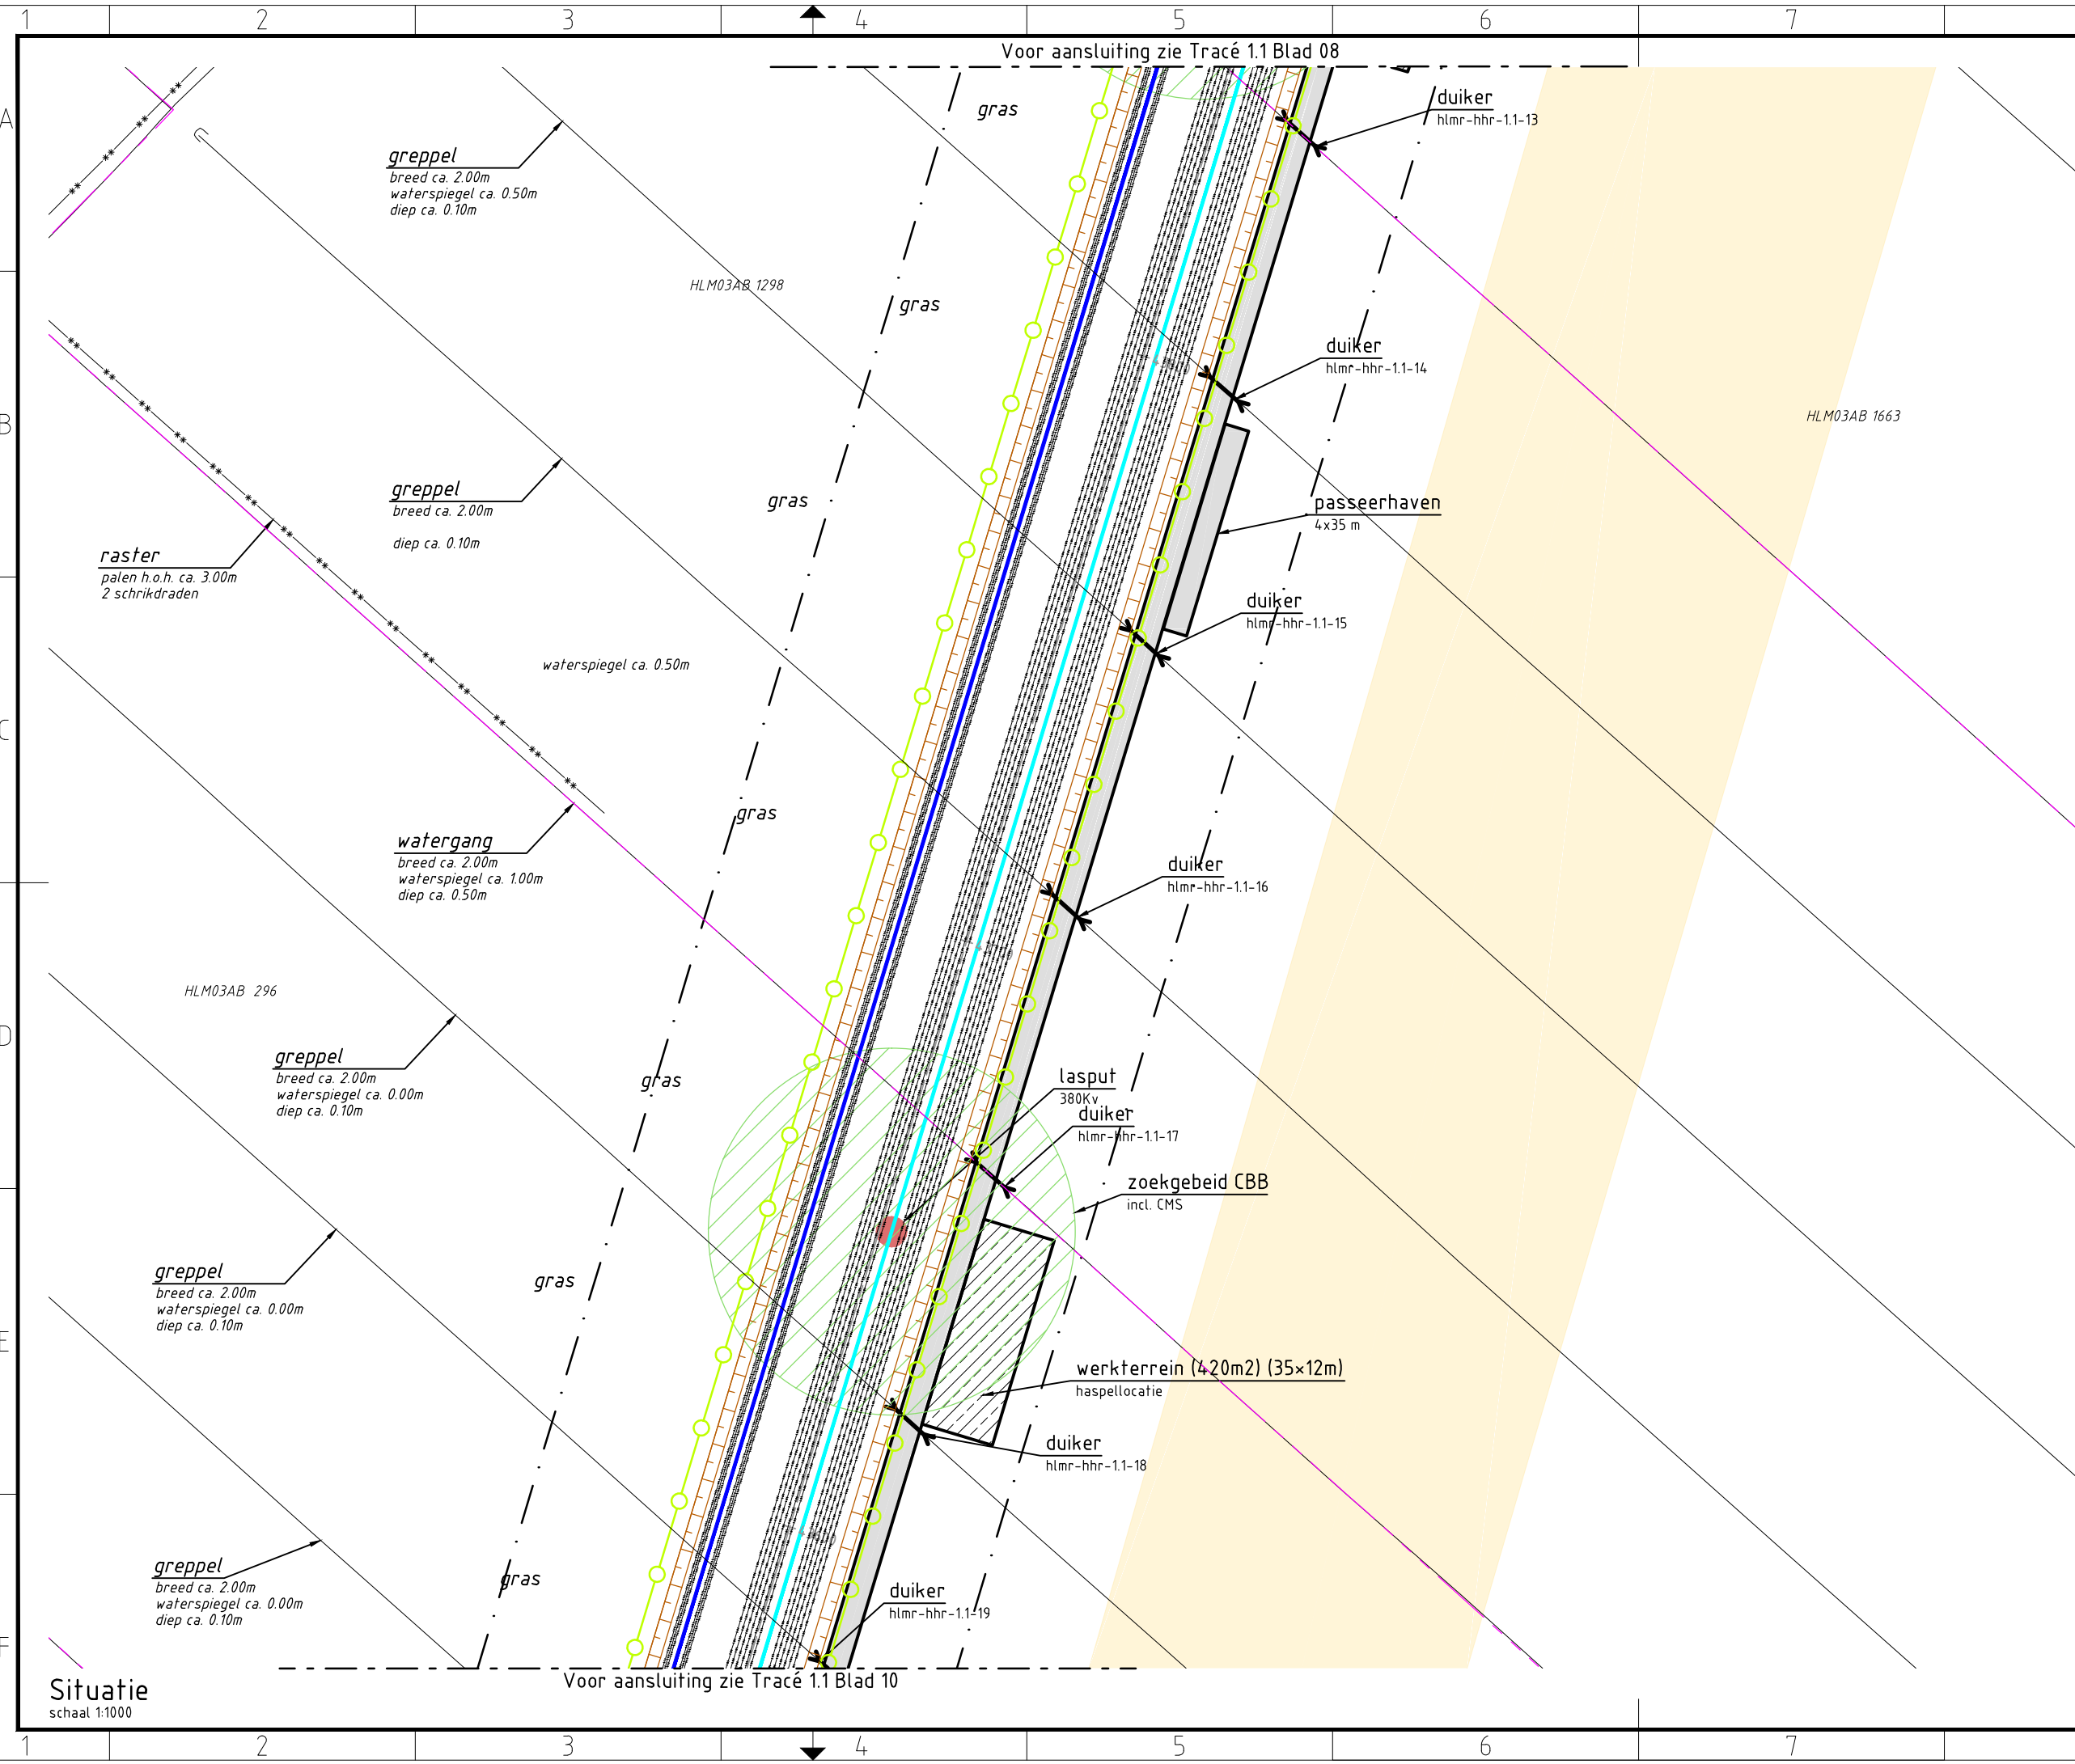 1 2 3 4 5 6 7
Voor aansluiting zie Tracé 1.1 Blad 08
A
B
C
D
E
F
gras
duiker
hlmr-hhr-1.1-13
greppel
breed ca. 2.00m
waterspiegel ca. 0.50m
diep ca. 0.10m
HLM03AB 1298
gras
duiker
hlmr-hhr-1.1-14
HLM03AB 1663
greppel
breed ca. 2.00m
diep ca. 0.10m
gras
passeerhaven
4x35 m
raster
palen h.o.h. ca. 3.00m
2 schrikdraden
duiker
hlmr-hhr-1.1-15
waterspiegel ca. 0.50m
gras
watergang
breed ca. 2.00m
waterspiegel ca. 1.00m
diep ca. 0.50m
duiker
hlmr-hhr-1.1-16
HLM03AB 296
greppel
breed ca. 2.00m
waterspiegel ca. 0.00m
diep ca. 0.10m
gras
lasput
380Kv
duiker
hlmr-hhr-1.1-17
zoekgebeid CBB
incl. CMS
greppel
breed ca. 2.00m
waterspiegel ca. 0.00m
diep ca. 0.10m
gras
werkterrein (420m2) (35×12m)
haspellocatie
duiker
hlmr-hhr-1.1-18
greppel
breed ca. 2.00m
waterspiegel ca. 0.00m
diep ca. 0.10m
gras
duiker
hlmr-hhr-1.1-19
Voor aansluiting zie Tracé 1.1 Blad 10
Situatie
schaal 1:1000
1 2 3 4 5 6 7